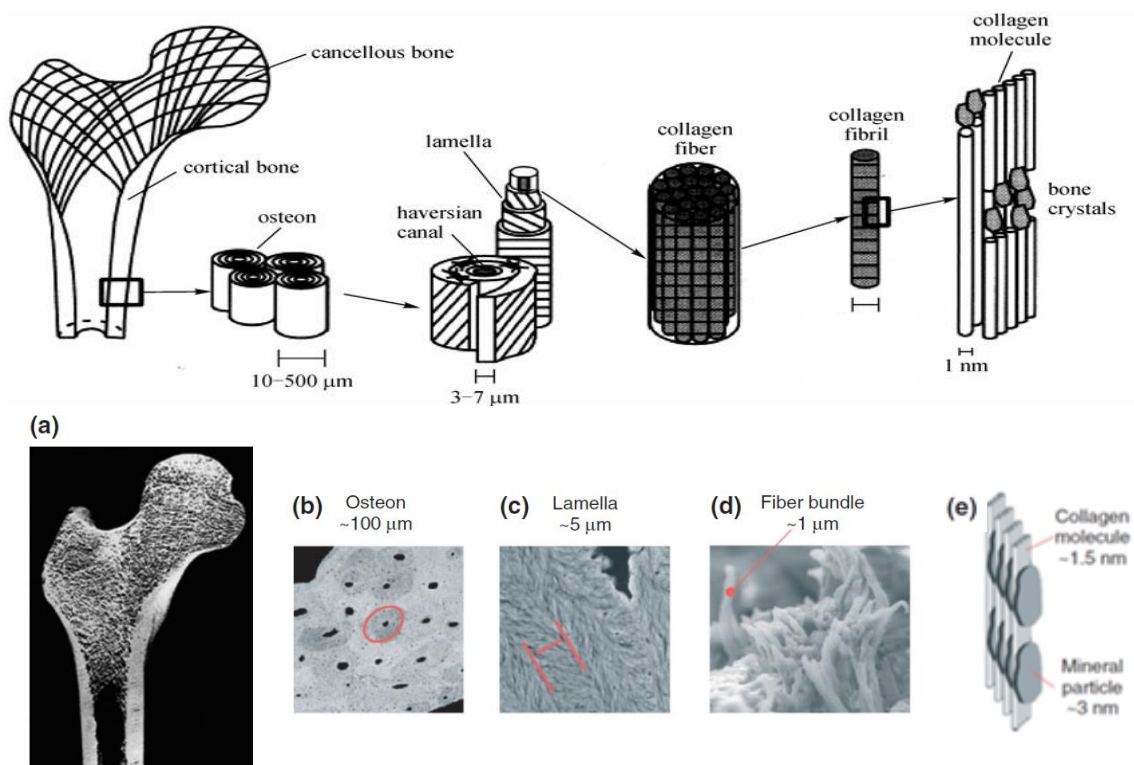 cancellous bone
cortical bone
osteon
10–500 μm
lamella
haversian
canal
3–7 μm
collagen
fiber
collagen
fibril
collagen
molecule
bone
crystals
1 nm
(a)
(b)
Osteon
~100 μm
(c)
Lamella
~5 μm
(d)
Fiber bundle
~1 μm
(e)
Collagen
molecule
~1.5 nm
Mineral
particle
~3 nm